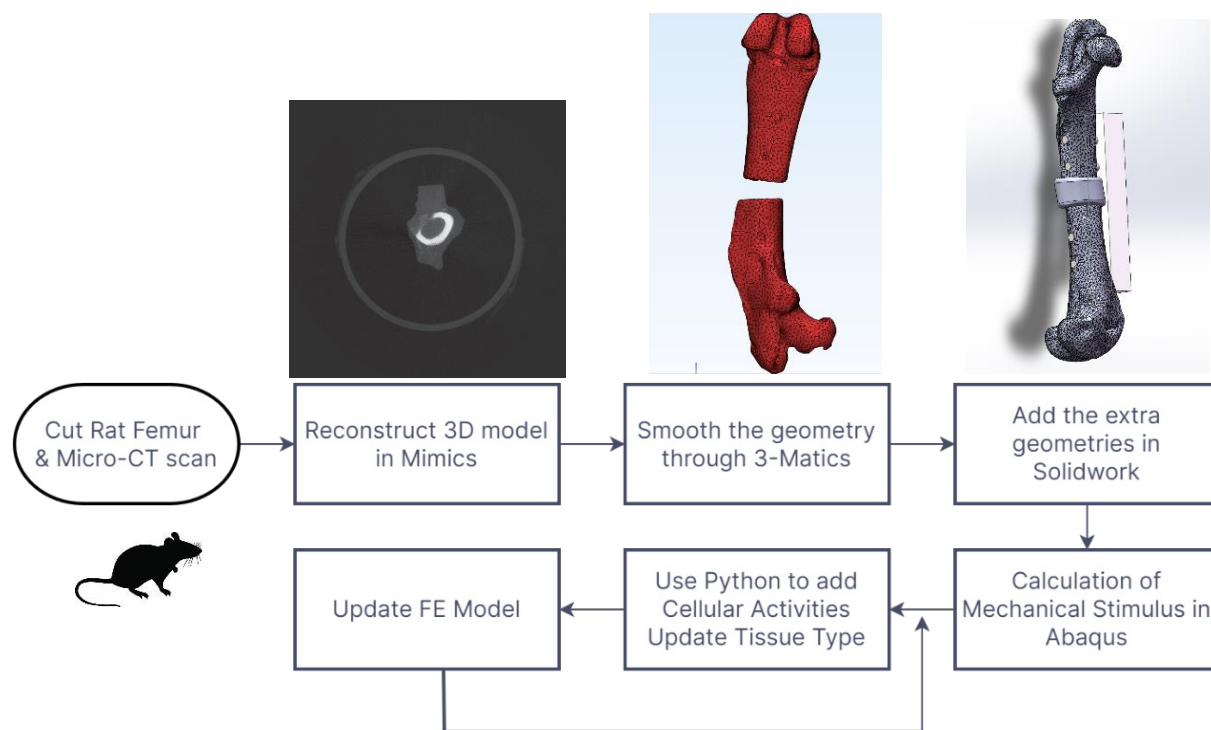 Cut Rat Femur
& Micro-CT scan
Reconstruct 3D model
in Mimics
Smooth the geometry
through 3-Matics
Add the extra
geometries in
Solidwork
Calculation of
Mechanical Stimulus in
Abaqus
Use Python to add
Cellular Activities
Update Tissue Type
Update FE Model